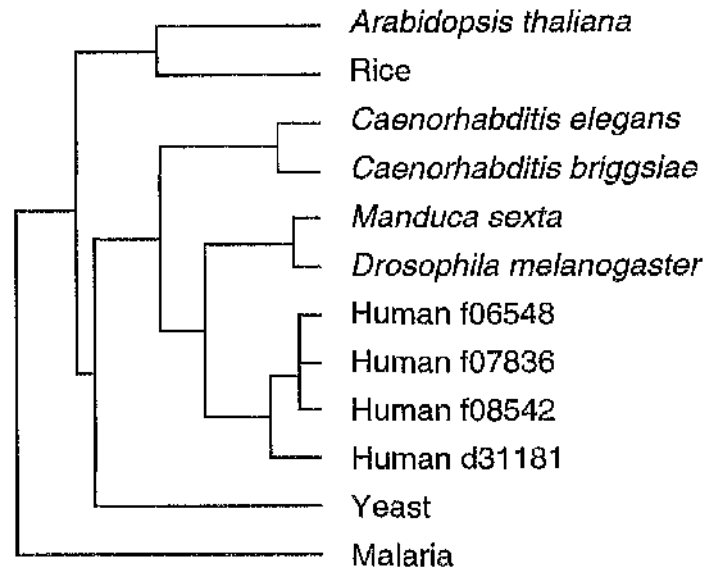 Arabidopsis thaliana
Rice
Caenorhabditis elegans
Caenorhabditis briggsiae
Manduca sexta
Drosophila melanogaster
Human f06548
Human f07836
Human f08542
Human d31181
Yeast
Malaria